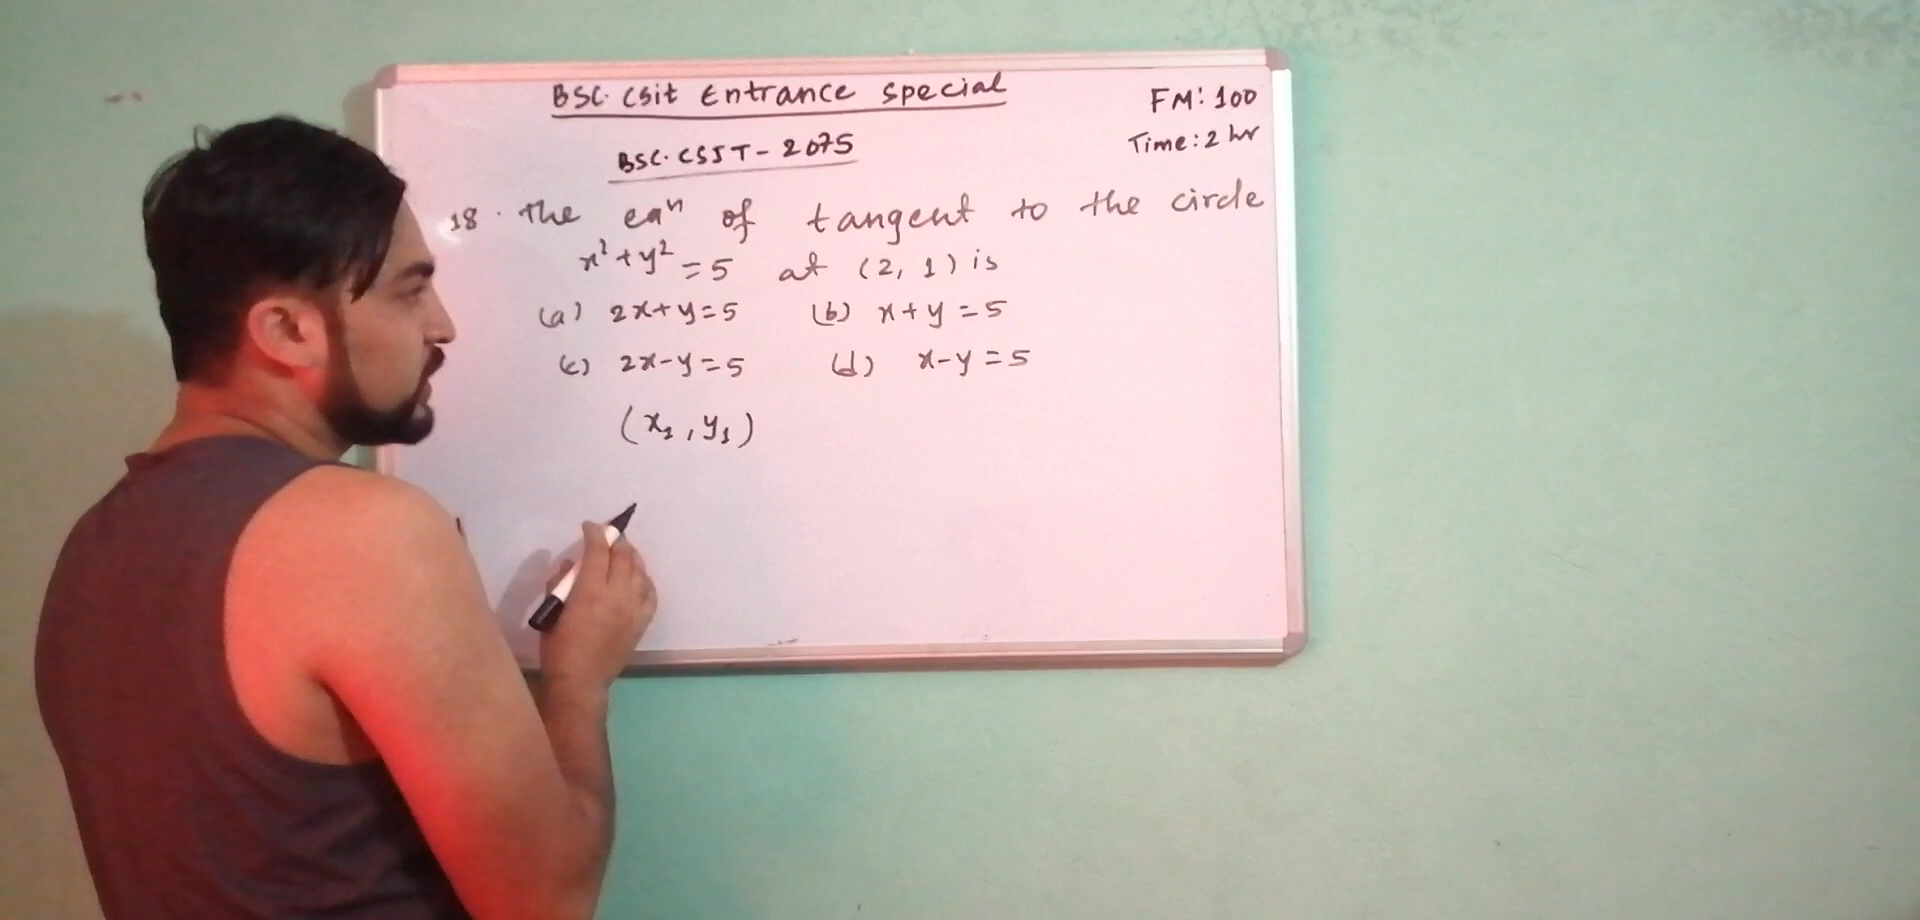 BSC. Csit Entrance special
FM: 100
Time: 2 hr
BSC. CSIT - 2075
18. The eqⁿ of tangent to the circle
x² + y² = 5 at (2, 1) is
(a) 2x + y = 5 (b) x + y = 5
(c) 2x - y = 5 (d) x - y = 5
(x₁, y₁)